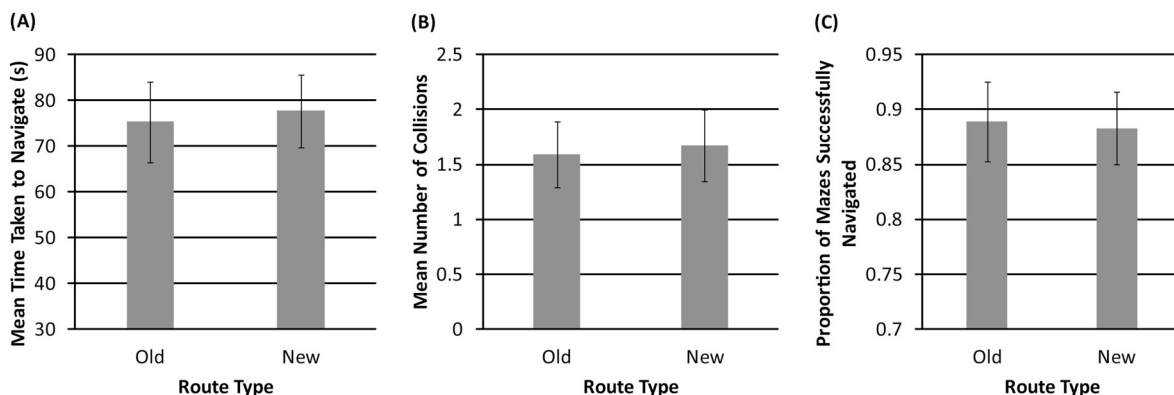 (A)
Mean Time Taken to Navigate (s)
90
80
70
60
50
40
30
Old New
Route Type
(B)
Mean Number of Collisions
2.5
2
1.5
1
0.5
0
Old New
Route Type
(C)
Proportion of Mazes Successfully
Navigated
0.95
0.9
0.85
0.8
0.75
0.7
Old New
Route Type